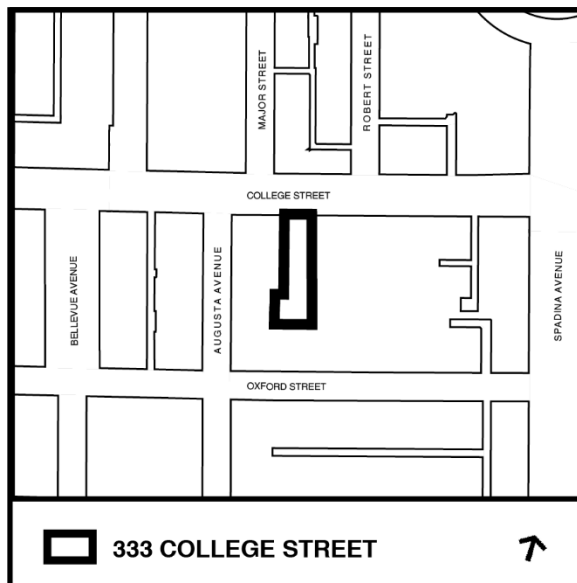 MAJOR STREET
ROBERT STREET
COLLEGE STREET
BELLEVUE AVENUE
AUGUSTA AVENUE
SPADINA AVENUE
OXFORD STREET
333 COLLEGE STREET